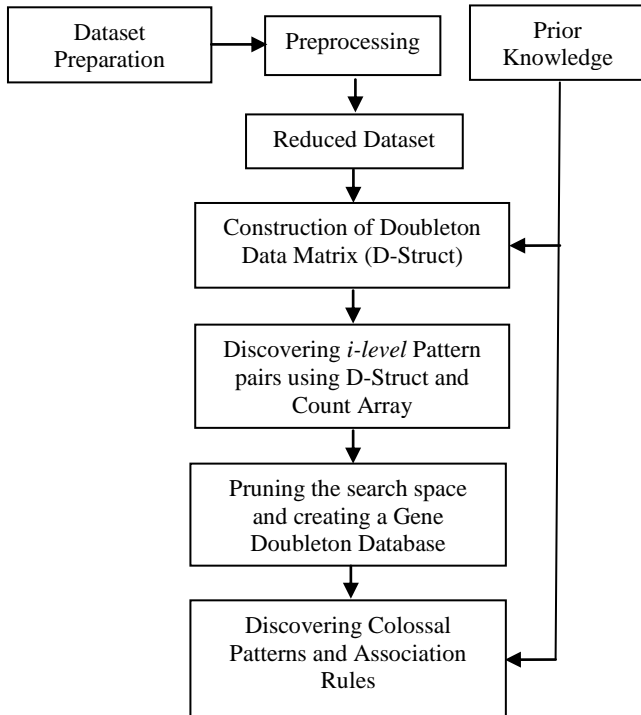 Dataset
Preparation
Preprocessing
Prior
Knowledge
Reduced Dataset
Construction of Doubleton
Data Matrix (D-Struct)
Discovering i-level Pattern
pairs using D-Struct and
Count Array
Pruning the search space
and creating a Gene
Doubleton Database
Discovering Colossal
Patterns and Association
Rules